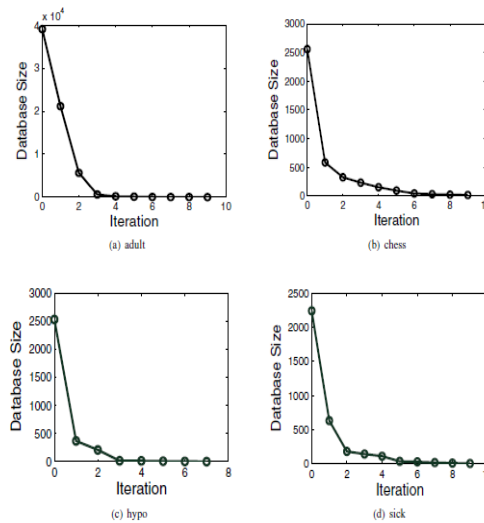 x 10^4
4
3
2
1
0
0 2 4 6 8 10
Database Size
Iteration
(a) adult
3000
2500
2000
1500
1000
500
0
0 2 4 6 8
Database Size
Iteration
(b) chess
3000
2500
2000
1500
1000
500
0
0 2 4 6 8
Database Size
Iteration
(c) hypo
2500
2000
1500
1000
500
0
0 2 4 6 8
Database Size
Iteration
(d) sick